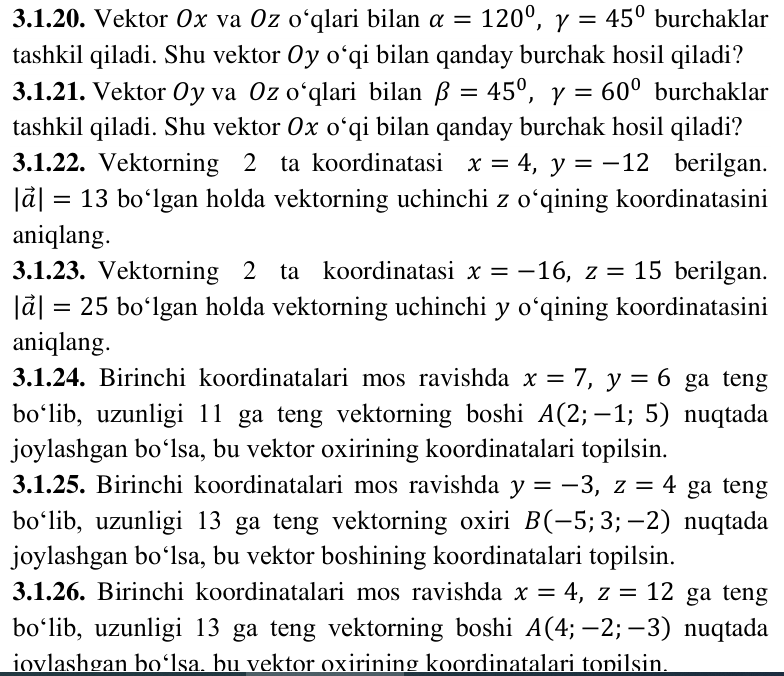 3.1.20. Vektor Ox va Oz o‘qlari bilan α = 120⁰, γ = 45⁰ burchaklar
tashkil qiladi. Shu vektor Oy o‘qi bilan qanday burchak hosil qiladi?
3.1.21. Vektor Oy va Oz o‘qlari bilan β = 45⁰, γ = 60⁰ burchaklar
tashkil qiladi. Shu vektor Ox o‘qi bilan qanday burchak hosil qiladi?
3.1.22. Vektorning 2 ta koordinatasi x = 4, y = −12 berilgan.
|a⃗| = 13 bo‘lgan holda vektorning uchinchi z o‘qining koordinatasini
aniqlang.
3.1.23. Vektorning 2 ta koordinatasi x = −16, z = 15 berilgan.
|a⃗| = 25 bo‘lgan holda vektorning uchinchi y o‘qining koordinatasini
aniqlang.
3.1.24. Birinchi koordinatalari mos ravishda x = 7, y = 6 ga teng
bo‘lib, uzunligi 11 ga teng vektorning boshi A(2; −1; 5) nuqtada
joylashgan bo‘lsa, bu vektor oxirining koordinatalari topilsin.
3.1.25. Birinchi koordinatalari mos ravishda y = −3, z = 4 ga teng
bo‘lib, uzunligi 13 ga teng vektorning oxiri B(−5; 3; −2) nuqtada
joylashgan bo‘lsa, bu vektor boshining koordinatalari topilsin.
3.1.26. Birinchi koordinatalari mos ravishda x = 4, z = 12 ga teng
bo‘lib, uzunligi 13 ga teng vektorning boshi A(4; −2; −3) nuqtada
joylashgan bo‘lsa, bu vektor oxirining koordinatalari topilsin.